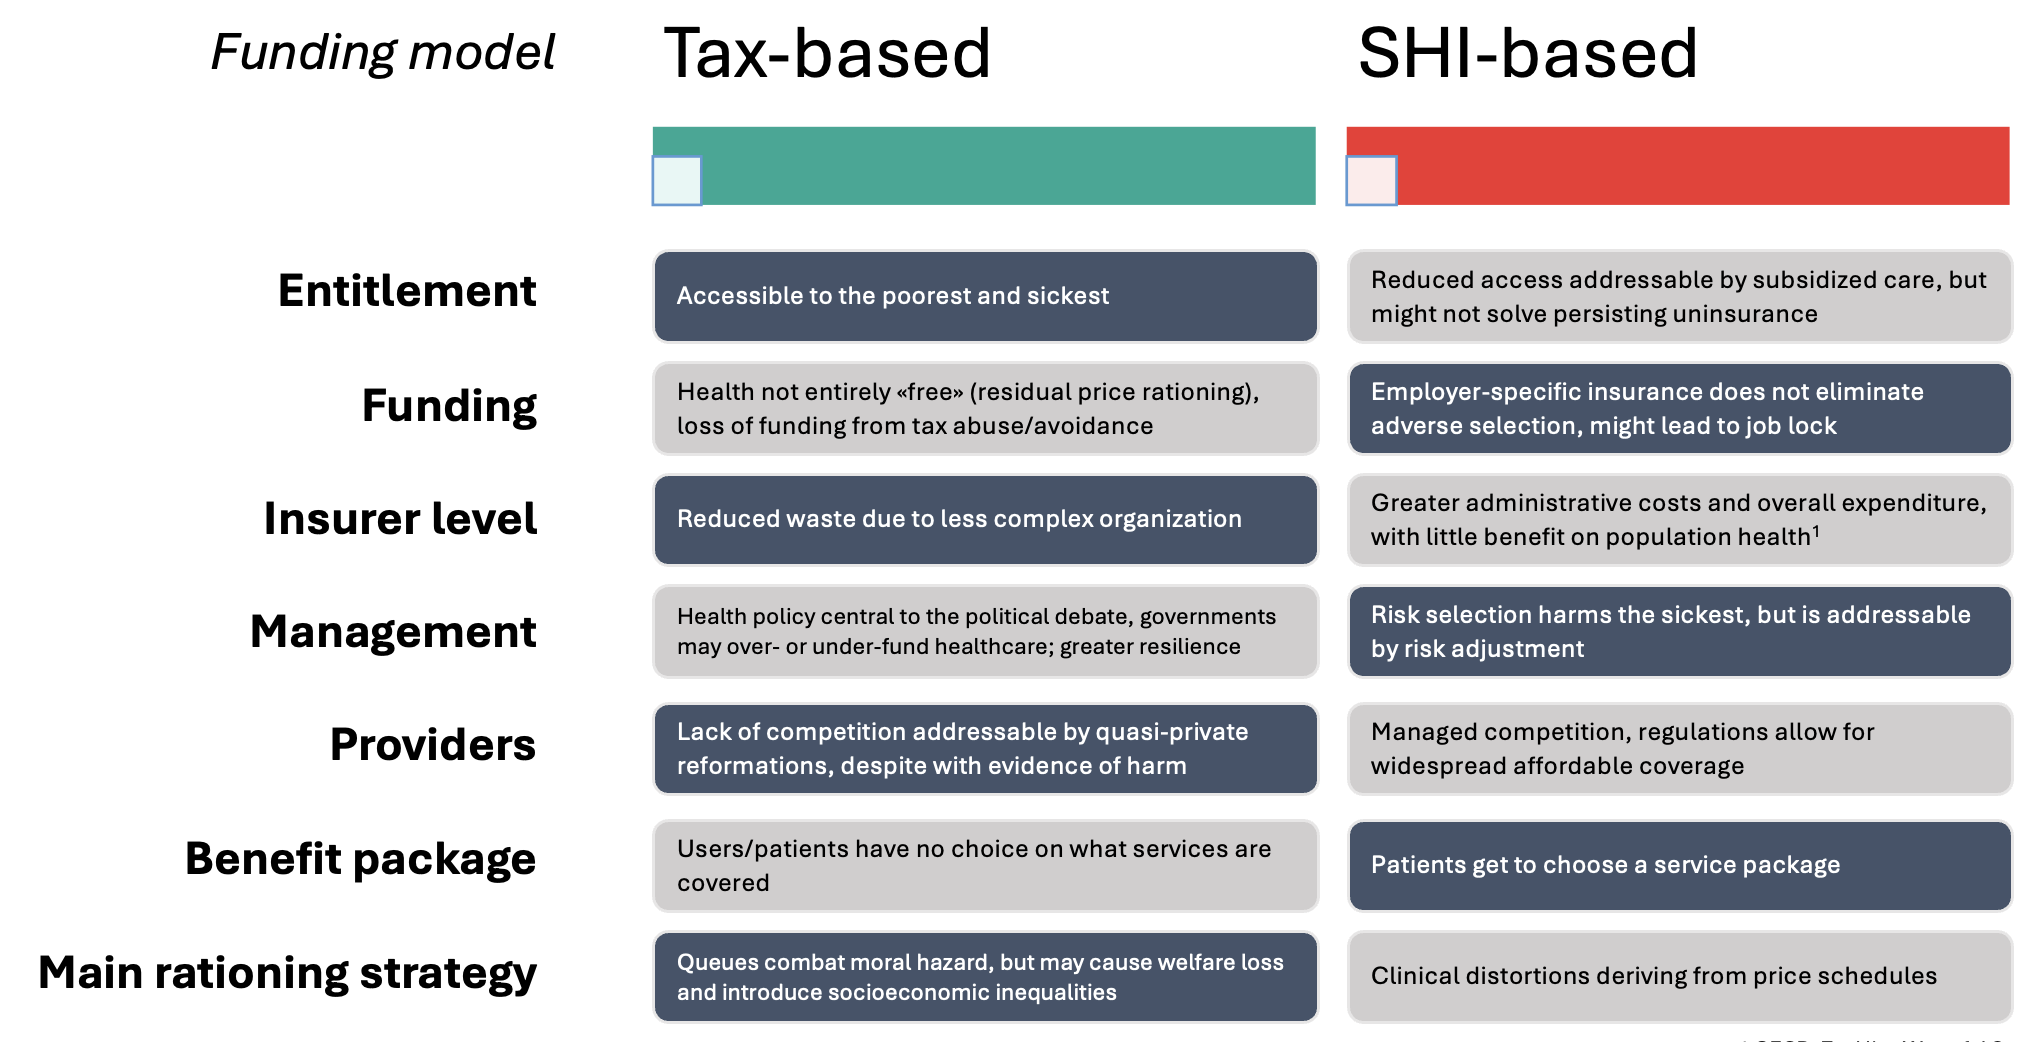 Funding model
Tax-based
SHI-based
Entitlement
Accessible to the poorest and sickest
Reduced access addressable by subsidized care, but
might not solve persisting uninsurance
Funding
Health not entirely «free» (residual price rationing),
loss of funding from tax abuse/avoidance
Employer-specific insurance does not eliminate
adverse selection, might lead to job lock
Insurer level
Reduced waste due to less complex organization
Greater administrative costs and overall expenditure,
with little benefit on population health¹
Management
Health policy central to the political debate, governments
may over- or under-fund healthcare; greater resilience
Risk selection harms the sickest, but is addressable
by risk adjustment
Providers
Lack of competition addressable by quasi-private
reformations, despite with evidence of harm
Managed competition, regulations allow for
widespread affordable coverage
Benefit package
Users/patients have no choice on what services are
covered
Patients get to choose a service package
Main rationing strategy
Queues combat moral hazard, but may cause welfare loss
and introduce socioeconomic inequalities
Clinical distortions deriving from price schedules